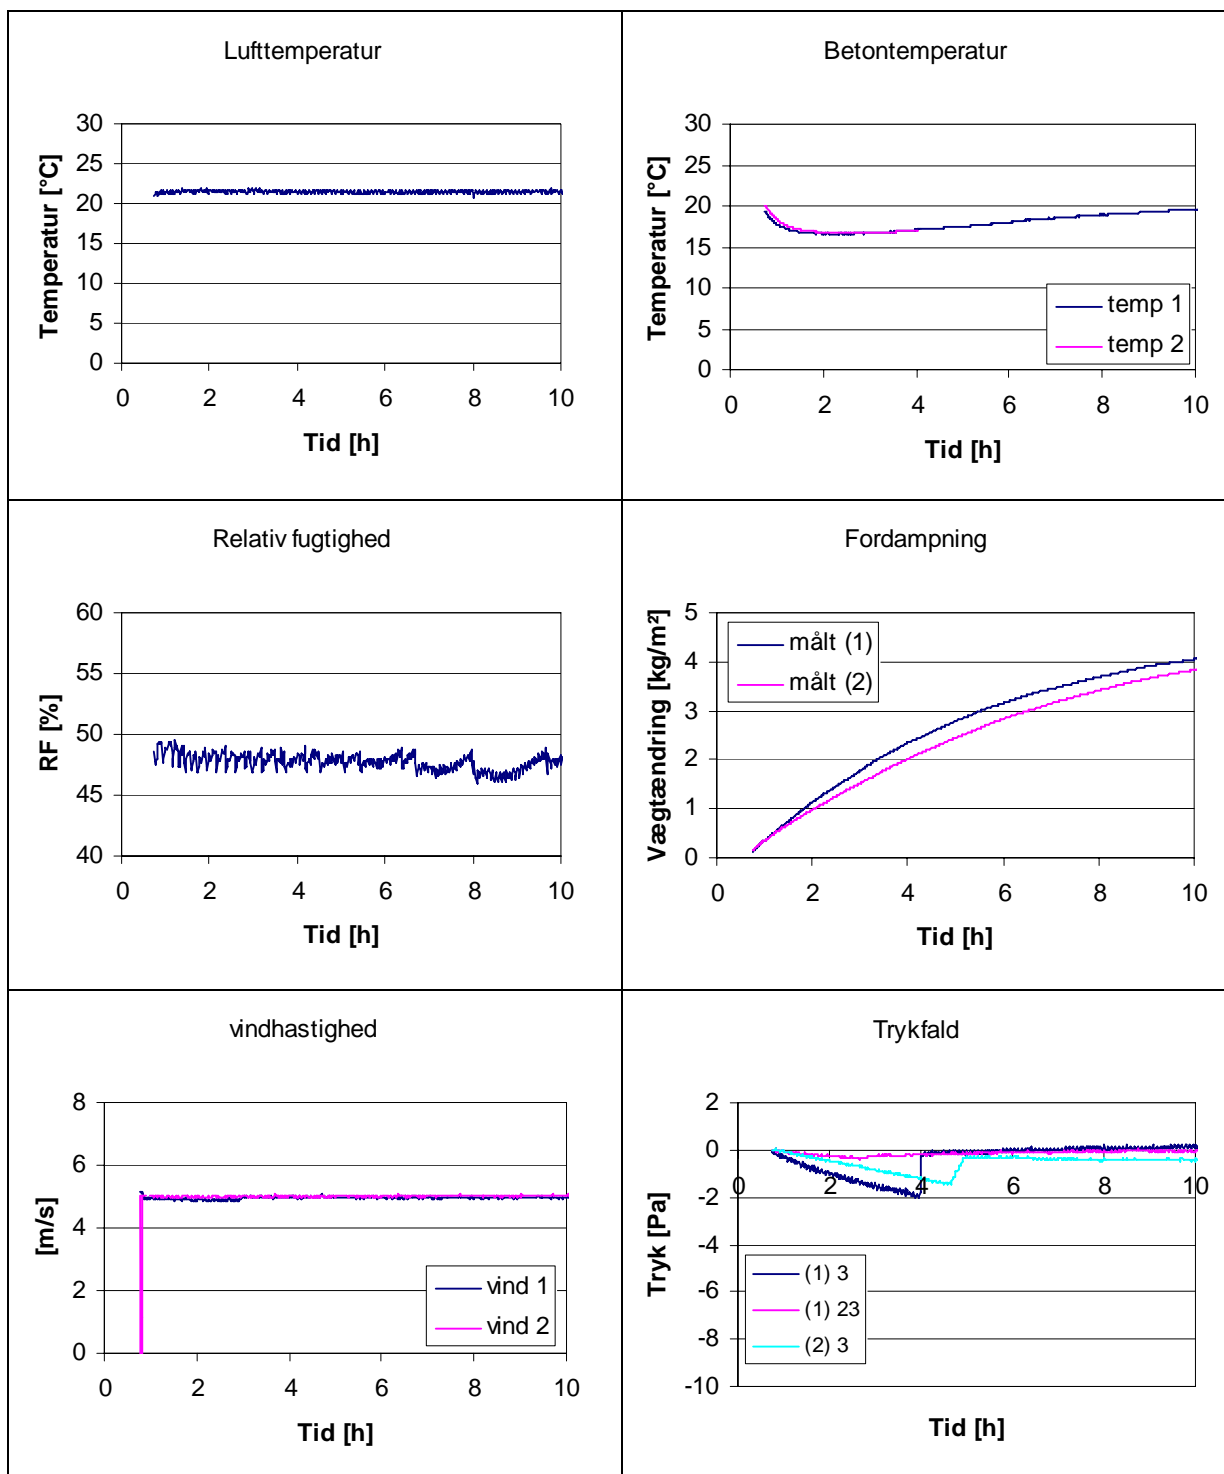 Lufttemperatur
Temperatur [°C]
30
25
20
15
10
5
0
0 2 4 6 8 10
Tid [h]
Betontemperatur
Temperatur [°C]
30
25
20
15
10
5
0
temp 1
temp 2
0 2 4 6 8 10
Tid [h]
Relativ fugtighed
RF [%]
60
55
50
45
40
0 2 4 6 8 10
Tid [h]
Fordampning
Vægtændring [kg/m²]
5
4
3
2
1
0
målt (1)
målt (2)
0 2 4 6 8 10
Tid [h]
vindhastighed
[m/s]
8
6
4
2
0
vind 1
vind 2
0 2 4 6 8 10
Tid [h]
Trykfald
Tryk [Pa]
2
0
-2
-4
-6
-8
-10
0 2 4 6 8 10
(1) 3
(1) 23
(2) 3
Tid [h]